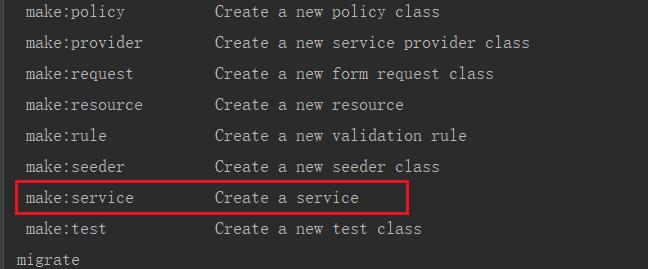 make:policy Create a new policy class
make:provider Create a new service provider class
make:request Create a new form request class
make:resource Create a new resource
make:rule Create a new validation rule
make:seeder Create a new seeder class
make:service Create a service
make:test Create a new test class
migrate